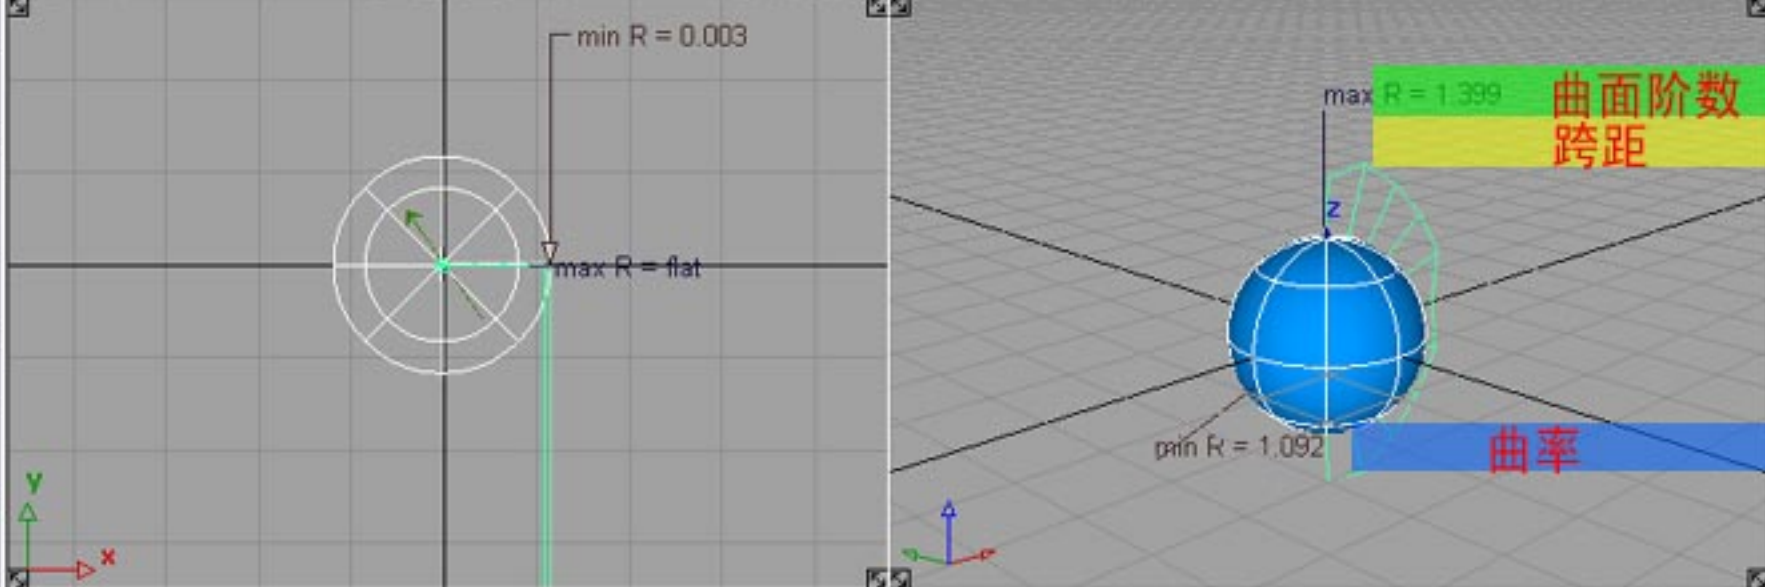 min R = 0.003
max R = flat
y
x
max R = 1.399
曲面阶数
跨距
z
min R = 1.092
曲率